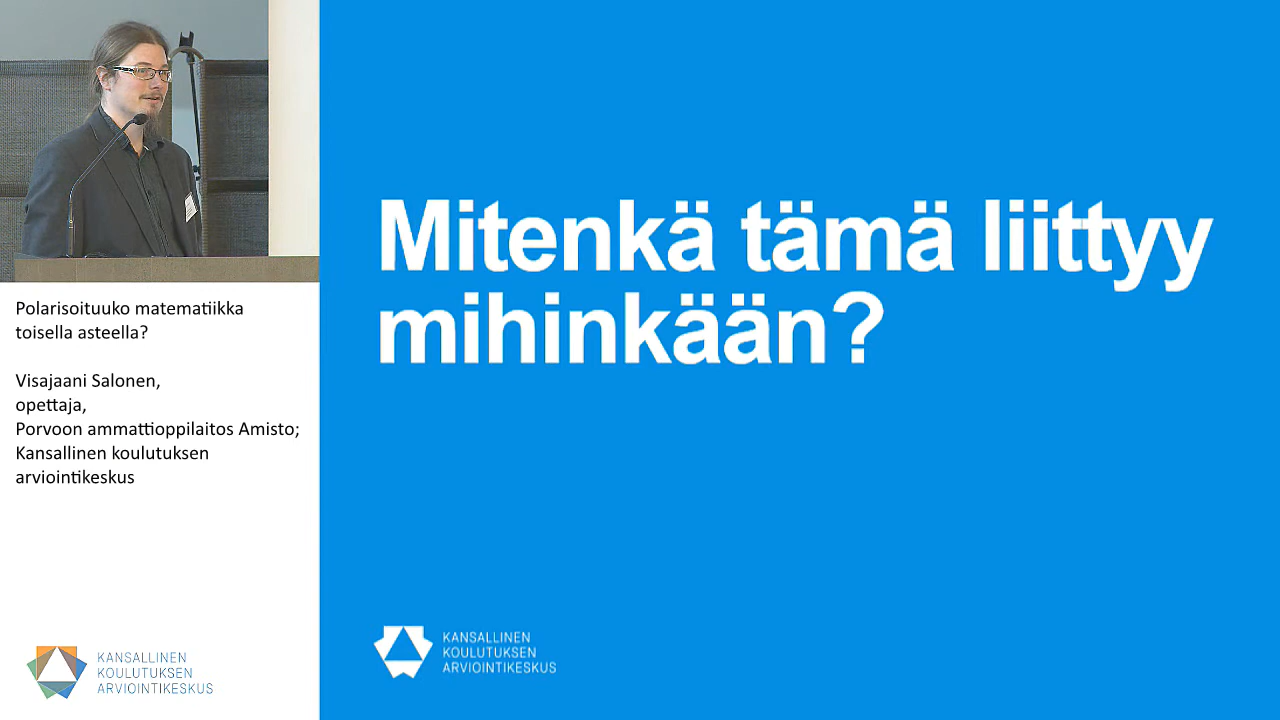 Mitenkä tämä liittyy
mihinkään?
Polarisoituuko matematiikka
toisella asteella?
Visajaani Salonen,
opettaja,
Porvoon ammattioppilaitos Amisto;
Kansallinen koulutuksen
arviointikeskus
KANSALLINEN
KOULUTUKSEN
ARVIOINTIKESKUS
KANSALLINEN
KOULUTUKSEN
ARVIOINTIKESKUS